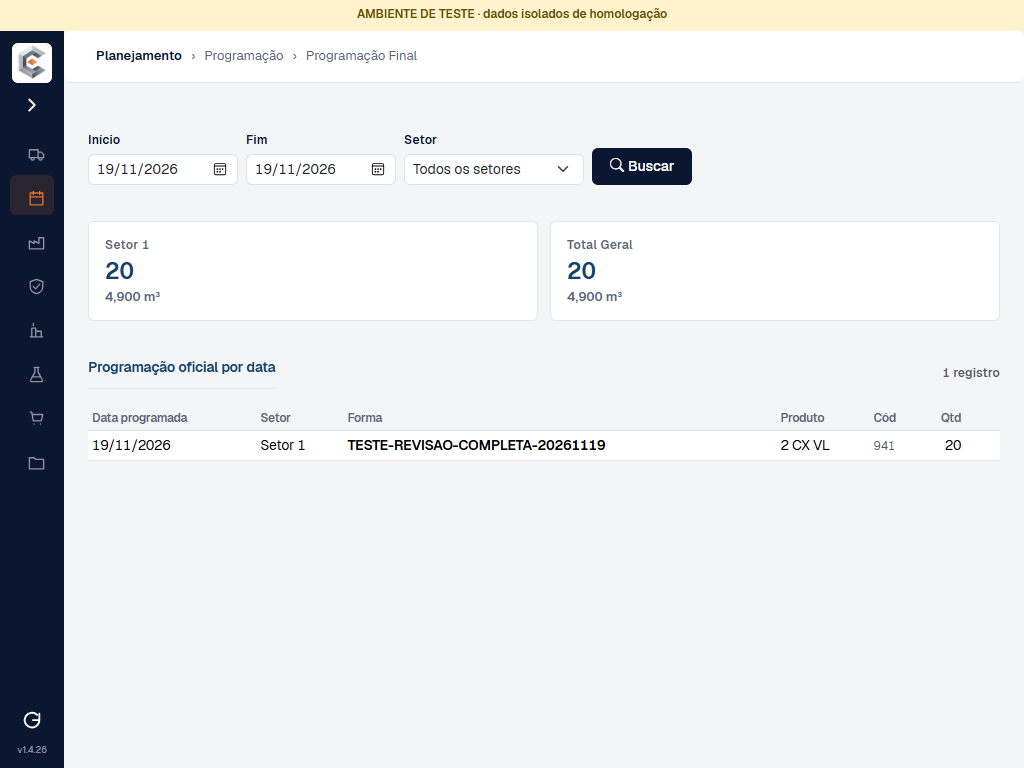 AMBIENTE DE TESTE · dados isolados de homologação
Planejamento › Programação › Programação Final
Início Fim Setor
19/11/2026 19/11/2026 Todos os setores Buscar
Setor 1
20
4,900 m³
Total Geral
20
4,900 m³
Programação oficial por data
1 registro
Data programada Setor Forma Produto Cód Qtd
19/11/2026 Setor 1 TESTE-REVISAO-COMPLETA-20261119 2 CX VL 941 20
v1.4.26